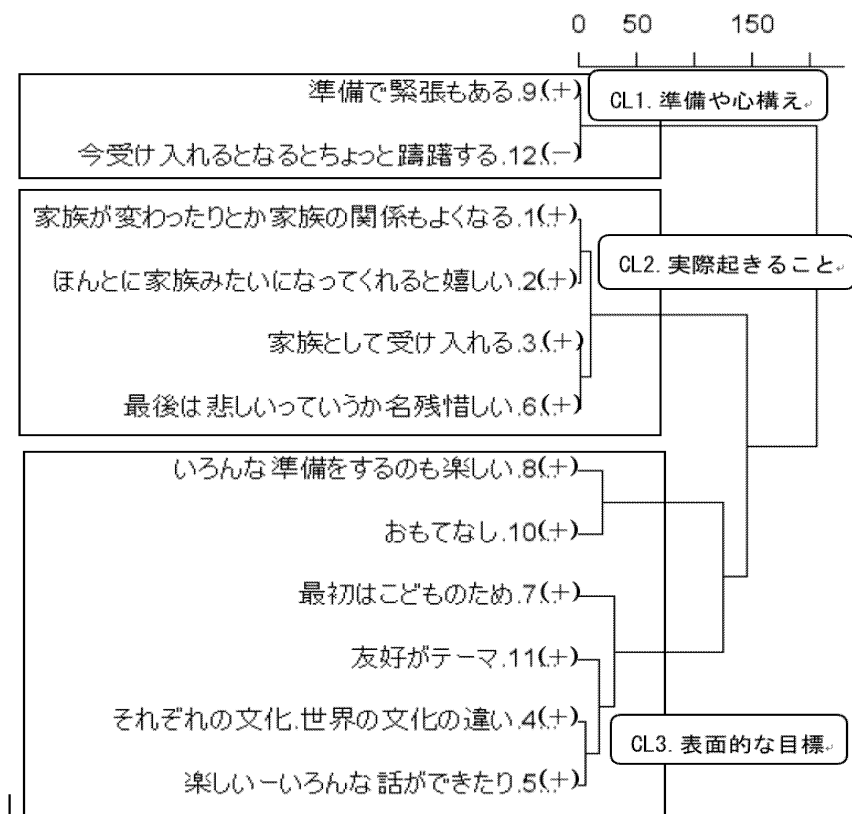 0 50 150
準備で緊張もある.9(+)
CL1. 準備や心構え
今受け入れるとなるとちょっと躊躇する.12(−)
家族が変わったりとか家族の関係もよくなる.1(+)
CL2. 実際起きること
ほんとに家族みたいになってくれると嬉しい.2(+)
家族として受け入れる.3(+)
最後は悲しいっていうか名残惜しい.6(+)
いろんな準備をするのも楽しい.8(+)
おもてなし.10(+)
最初はこどものため.7(+)
友好がテーマ.11(+)
それぞれの文化.世界の文化の違い.4(+)
CL3. 表面的な目標
楽しいーいろんな話ができたり.5(+)